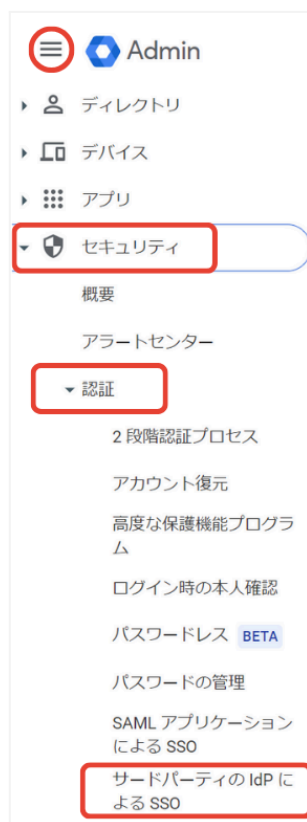 Admin
ディレクトリ
デバイス
アプリ
セキュリティ
概要
アラートセンター
認証
2 段階認証プロセス
アカウント復元
高度な保護機能プログラ
ム
ログイン時の本人確認
パスワードレス BETA
パスワードの管理
SAML アプリケーション
による SSO
サードパーティの IdP に
よる SSO